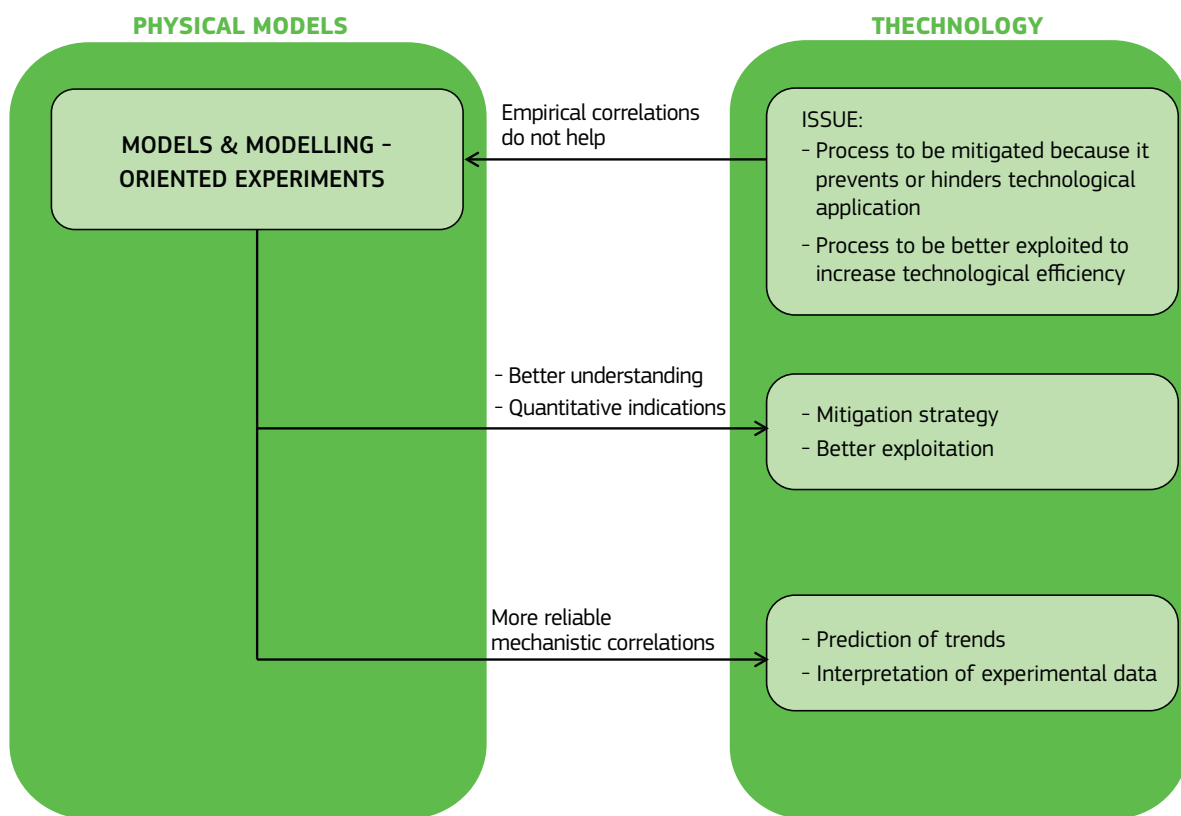 PHYSICAL MODELS
THECHNOLOGY
MODELS & MODELLING -
ORIENTED EXPERIMENTS
Empirical correlations
do not help
ISSUE:
- Process to be mitigated because it
prevents or hinders technological
application
- Process to be better exploited to
increase technological efficiency
- Better understanding
- Quantitative indications
- Mitigation strategy
- Better exploitation
More reliable
mechanistic correlations
- Prediction of trends
- Interpretation of experimental data